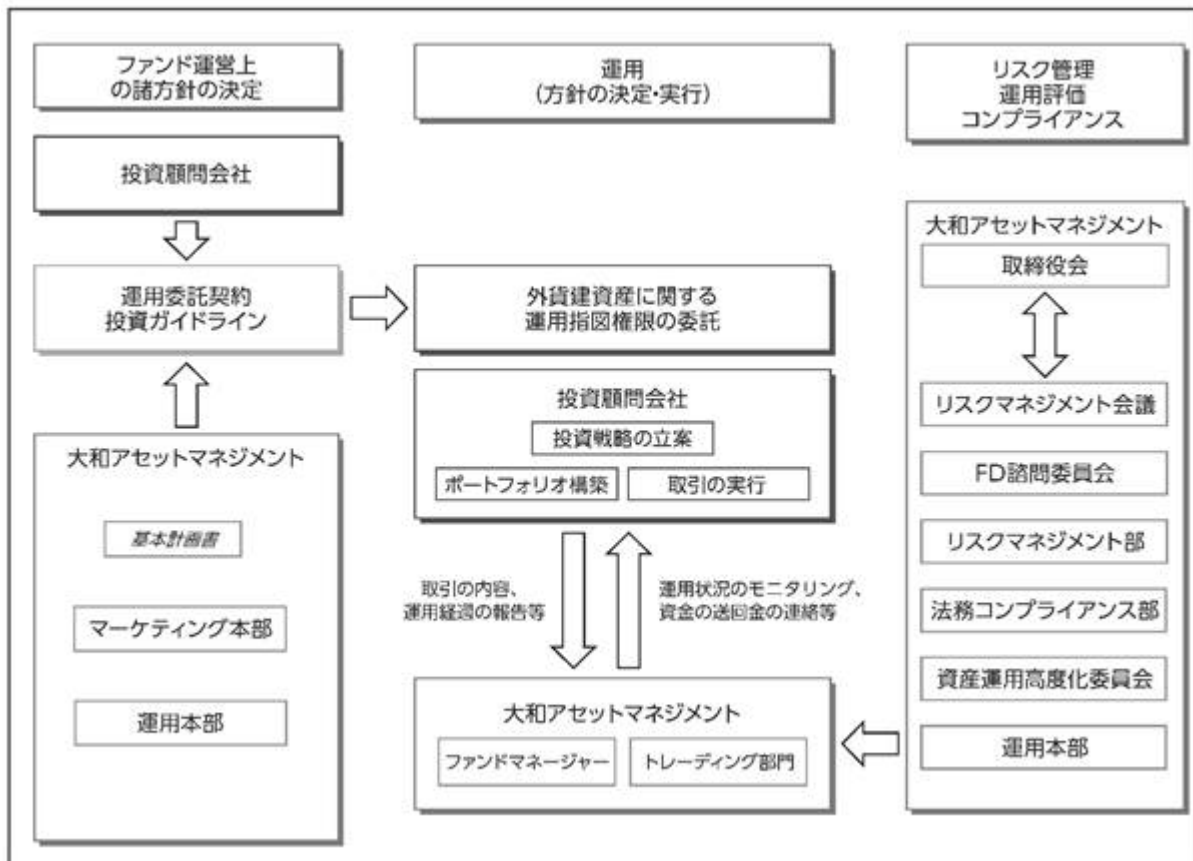 ファンド運営上
の諸方針の決定
投資顧問会社
運用委託契約
投資ガイドライン
大和アセットマネジメント
基本計画書
マーケティング本部
運用本部
運用
(方針の決定・実行)
外貨建資産に関する
運用指図権限の委託
投資顧問会社
投資戦略の立案
ポートフォリオ構築
取引の実行
取引の内容、
運用経過の報告等
運用状況のモニタリング、
資金の送回金の連絡等
大和アセットマネジメント
ファンドマネージャー
トレーディング部門
リスク管理
運用評価
コンプライアンス
大和アセットマネジメント
取締役会
リスクマネジメント会議
FD諮問委員会
リスクマネジメント部
法務コンプライアンス部
資産運用高度化委員会
運用本部